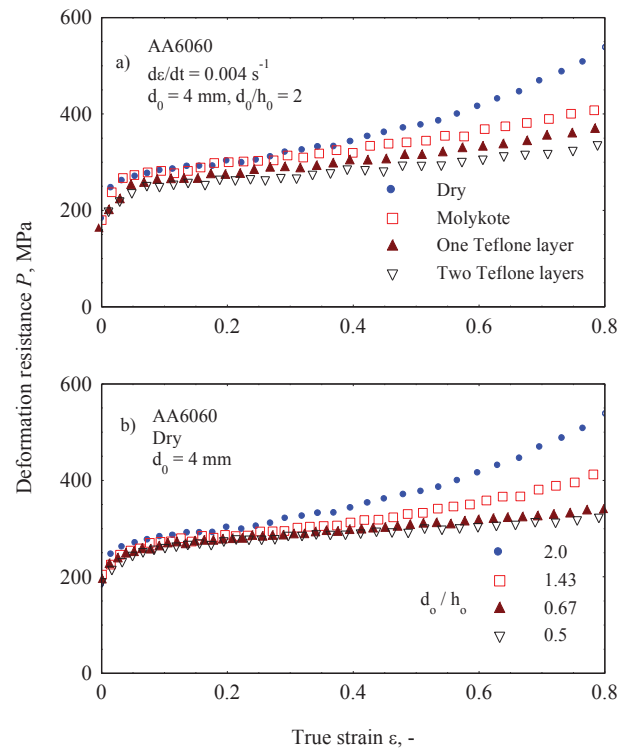 600
a)
AA6060
dε/dt = 0.004 s⁻¹
d₀ = 4 mm, d₀/h₀ = 2
400
Dry
Molykote
200
One Teflone layer
Two Teflone layers
0
0
0.2
0.4
0.6
0.8
Deformation resistance P, MPa
600
b)
AA6060
Dry
d₀ = 4 mm
400
200
dₒ / hₒ
2.0
1.43
0.67
0.5
0
0
0.2
0.4
0.6
0.8
True strain ε, -